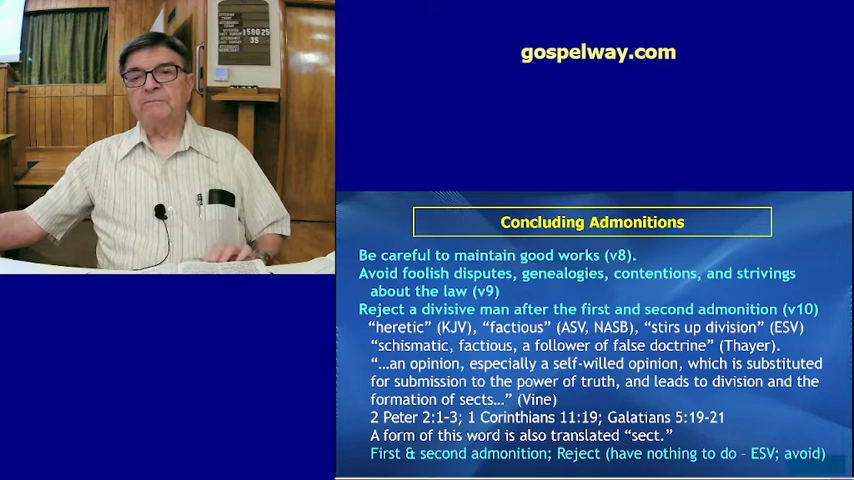 gospelway.com
Concluding Admonitions
Be careful to maintain good works (v8).
Avoid foolish disputes, genealogies, contentions, and strivings
about the law (v9)
Reject a divisive man after the first and second admonition (v10)
“heretic” (KJV), “factious” (ASV, NASB), “stirs up division” (ESV)
“schismatic, factious, a follower of false doctrine” (Thayer).
“…an opinion, especially a self-willed opinion, which is substituted
for submission to the power of truth, and leads to division and the
formation of sects…” (Vine)
2 Peter 2:1-3; 1 Corinthians 11:19; Galatians 5:19-21
A form of this word is also translated “sect.”
First & second admonition; Reject (have nothing to do – ESV; avoid)